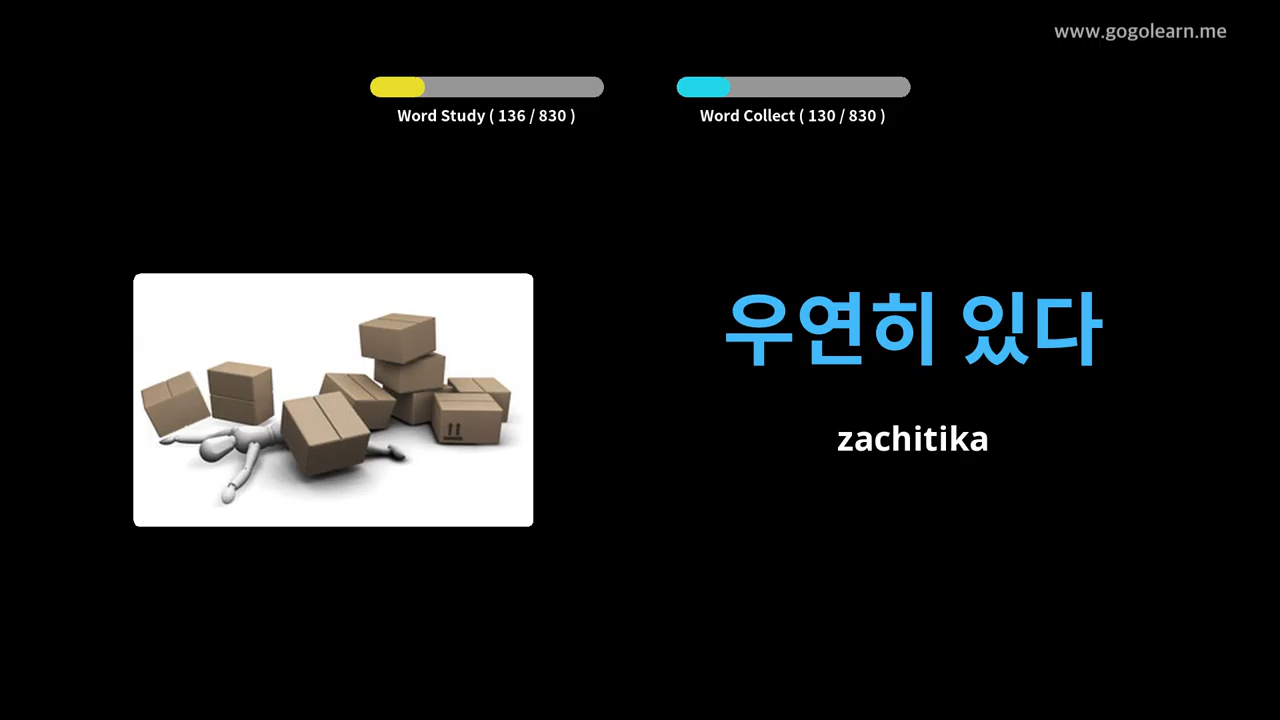 www.gogolearn.me
Word Study ( 136 / 830 )
Word Collect ( 130 / 830 )
우연히 있다
zachitika